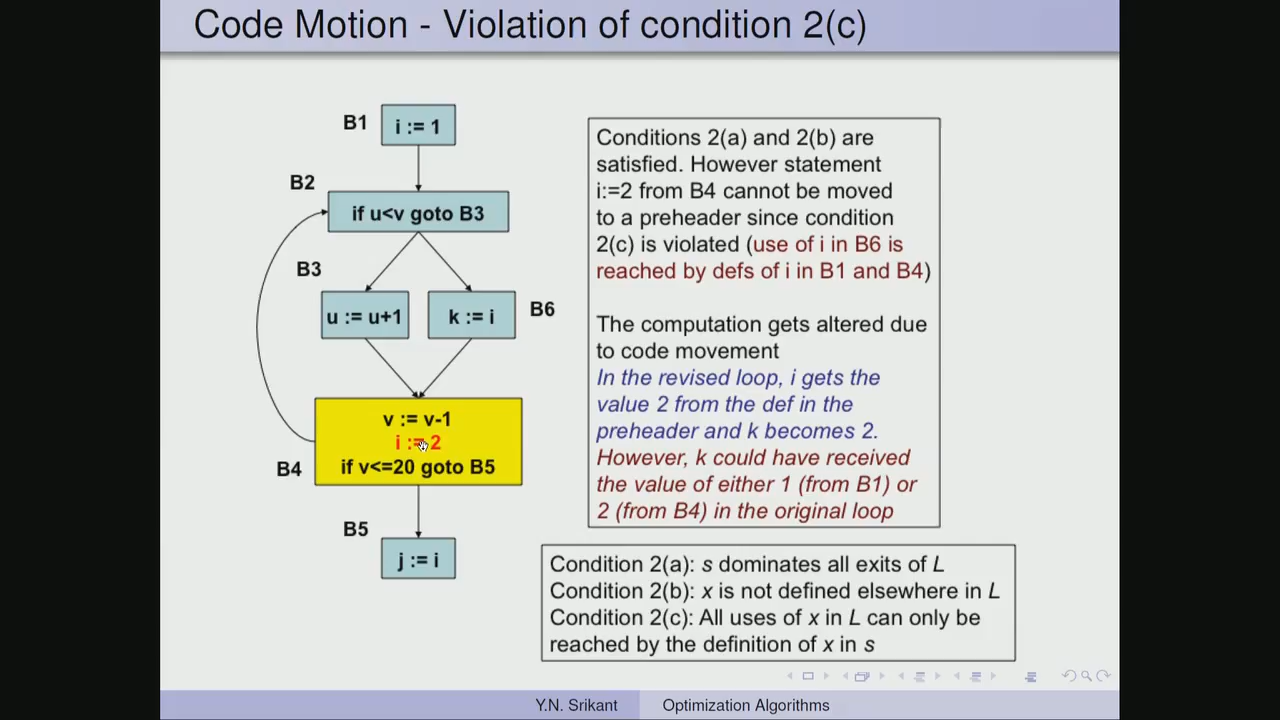 Code Motion - Violation of condition 2(c)
B1
i := 1
B2
if u<v goto B3
B3
u := u+1
k := i
B6
v := v-1
i := 2
if v<=20 goto B5
B4
B5
j := i
Conditions 2(a) and 2(b) are
satisfied. However statement
i:=2 from B4 cannot be moved
to a preheader since condition
2(c) is violated (use of i in B6 is
reached by defs of i in B1 and B4)
The computation gets altered due
to code movement
In the revised loop, i gets the
value 2 from the def in the
preheader and k becomes 2.
However, k could have received
the value of either 1 (from B1) or
2 (from B4) in the original loop
Condition 2(a): s dominates all exits of L
Condition 2(b): x is not defined elsewhere in L
Condition 2(c): All uses of x in L can only be
reached by the definition of x in s
Y.N. Srikant
Optimization Algorithms